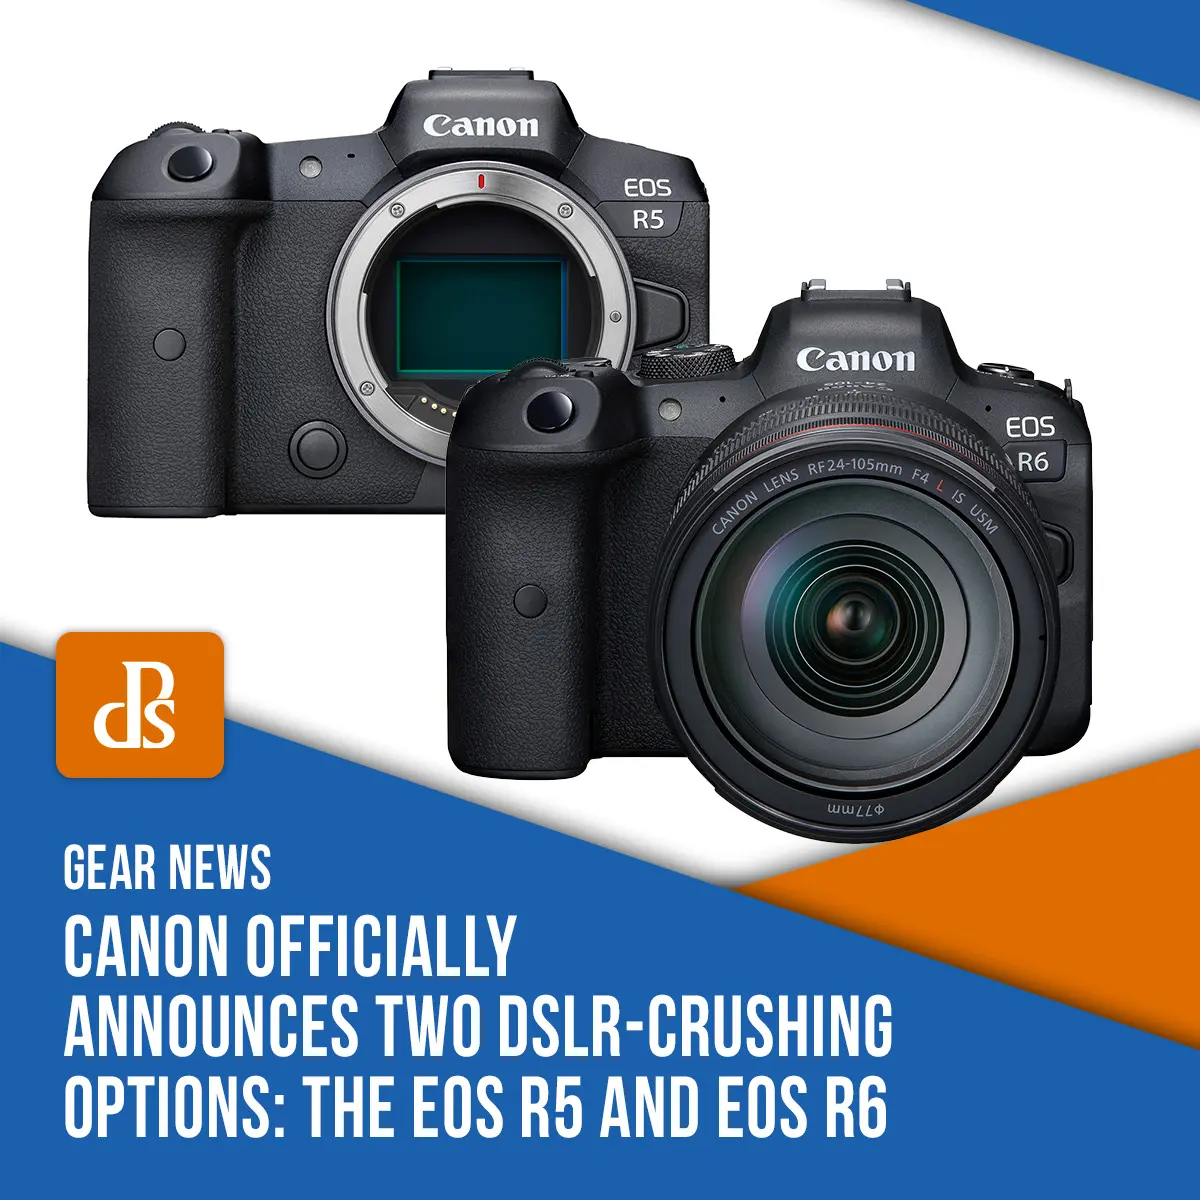 Canon
EOS
R5
Canon
EOS
R6
CANON LENS RF24-105mm F4 L IS USM
Φ77mm
dPs
GEAR NEWS
CANON OFFICIALLY
ANNOUNCES TWO DSLR-CRUSHING
OPTIONS: THE EOS R5 AND EOS R6